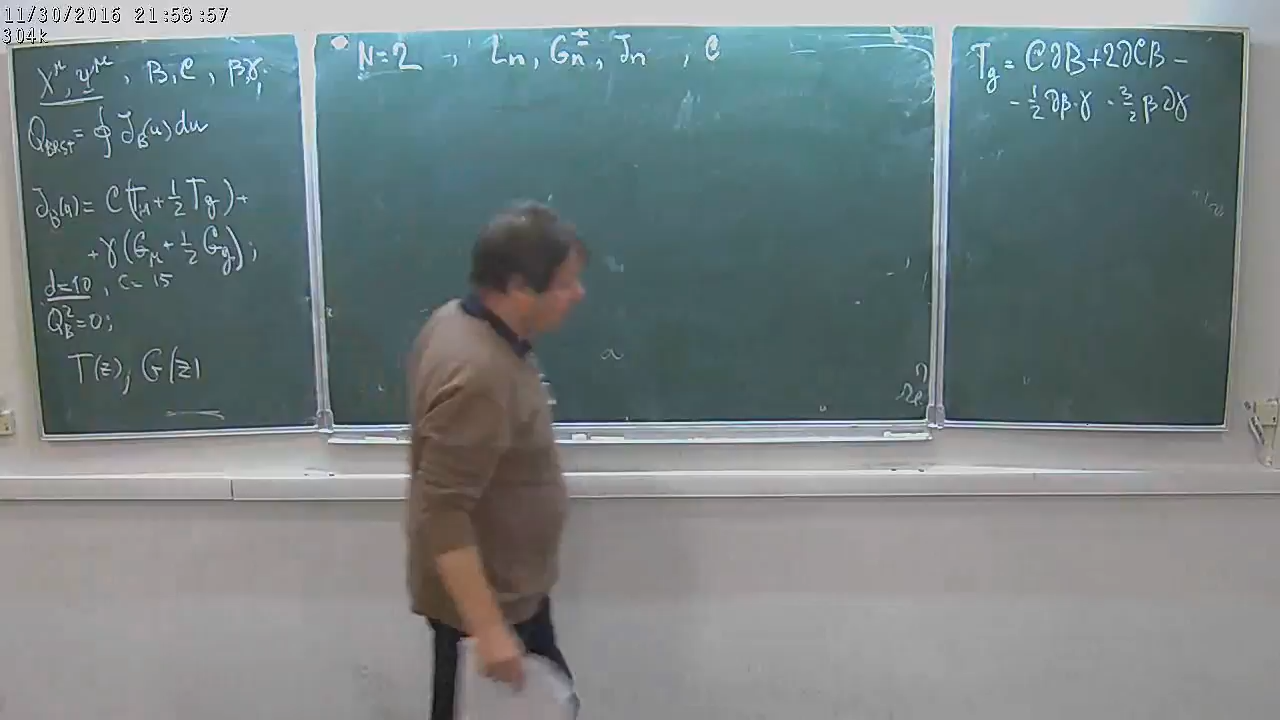 11/30/2016 21:58:57
304k
X^μ, ψ^μ, B, C, βγ;
Q_BRST = ∮ J_B(u) du
J_B(u) = C(T_M + 1/2 T_g) +
+ γ(G_M + 1/2 G_g);
d=10, c=15
Q_B^2 = 0;
T(z), G(z)
N=2, L_n, G_n^±, J_n, C
T_g = C∂B + 2∂CB −
− 1/2 ∂β·γ − 3/2 β∂γ